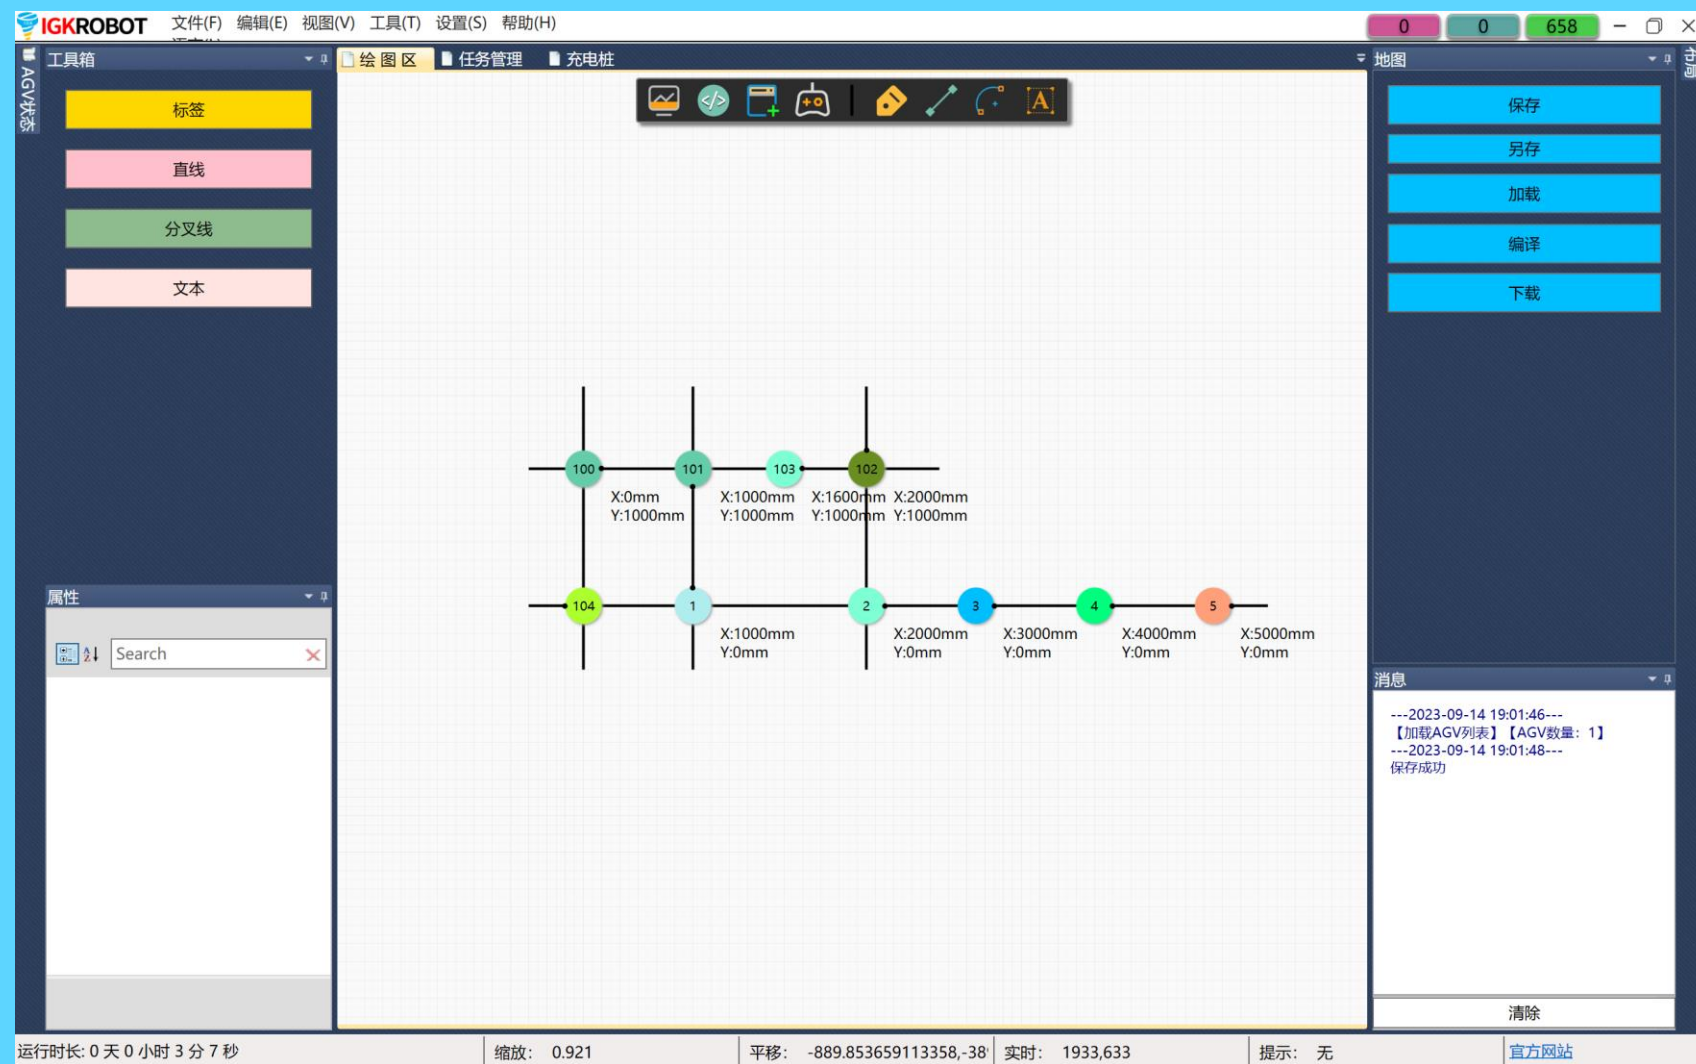 IGKROBOT 文件(F) 编辑(E) 视图(V) 工具(T) 设置(S) 帮助(H)
0 0 658
AGV状态
工具箱
标签
直线
分叉线
文本
属性
Search
绘图区 任务管理 充电桩
A
100 101 103 102
X:0mm X:1000mm X:1600mm X:2000mm
Y:1000mm Y:1000mm Y:1000mm Y:1000mm
104 1 2 3 4 5
X:1000mm X:2000mm X:3000mm X:4000mm X:5000mm
Y:0mm Y:0mm Y:0mm Y:0mm Y:0mm
地图
布局
保存
另存
加载
编译
下载
消息
---2023-09-14 19:01:46---
【加载AGV列表】【AGV数量：1】
---2023-09-14 19:01:48---
保存成功
清除
运行时长: 0 天 0 小时 3 分 7 秒 缩放： 0.921 平移： -889.853659113358,-38 实时： 1933,633 提示： 无 官方网站